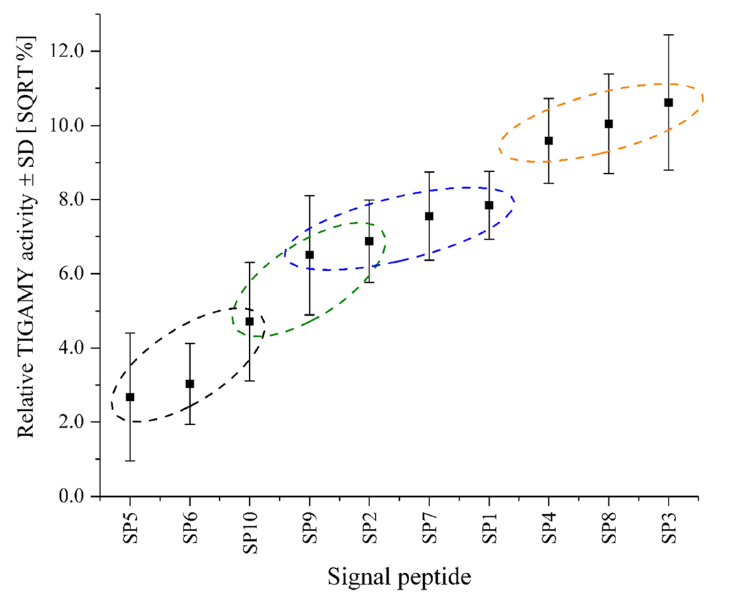 Relative TIGAMY activity ± SD [ SQRT %]
12.0
10.0
8.0
6.0
4.0
2.0
0.0
SP5
SP6
SP10
SP9
SP2
SP7
SP1
SP4
SP8
SP3
Signal peptide